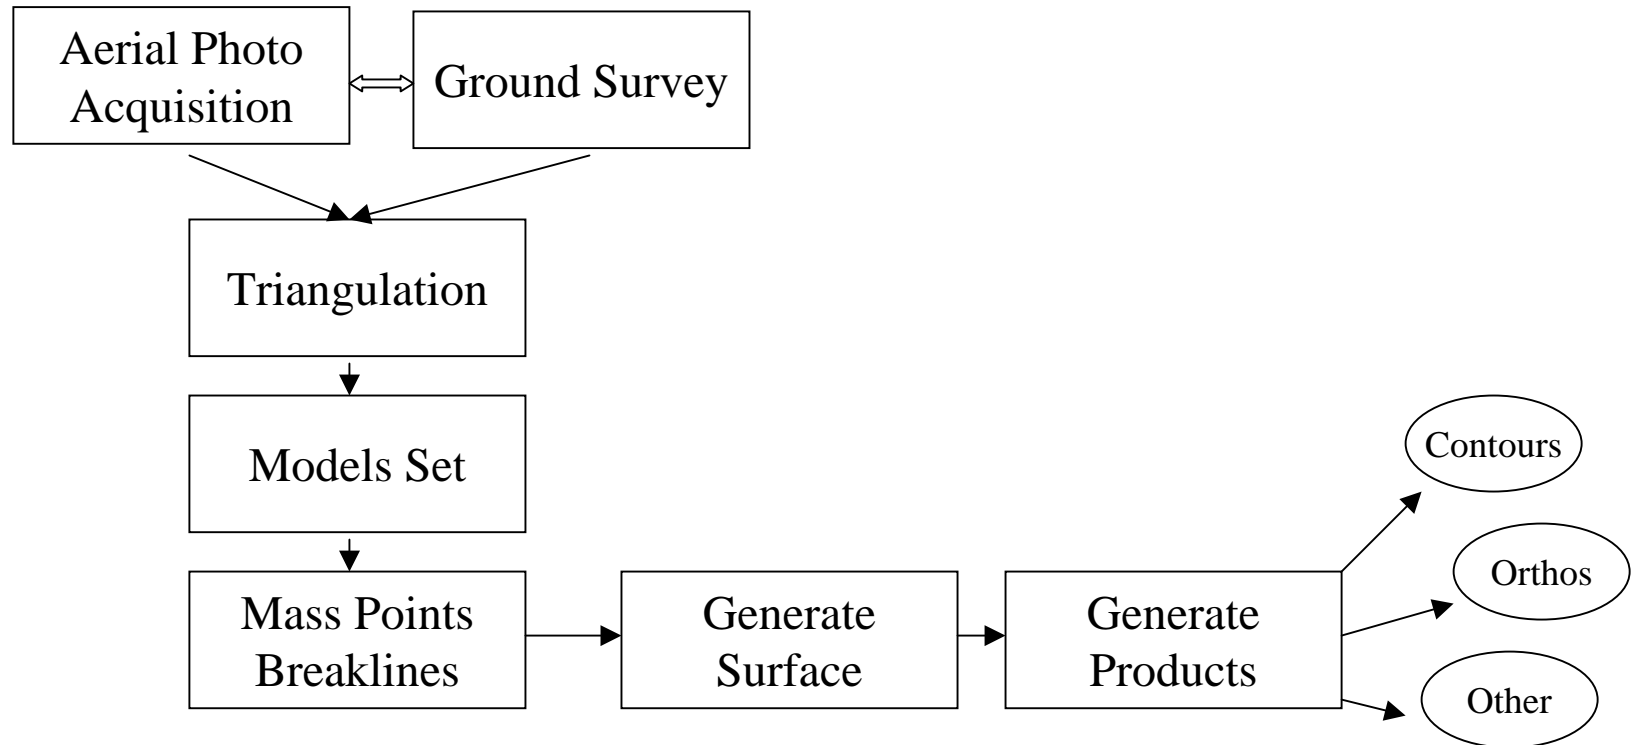 Aerial Photo
Acquisition
Ground Survey
Triangulation
Models Set
Mass Points
Breaklines
Generate
Surface
Generate
Products
Contours
Orthos
Other